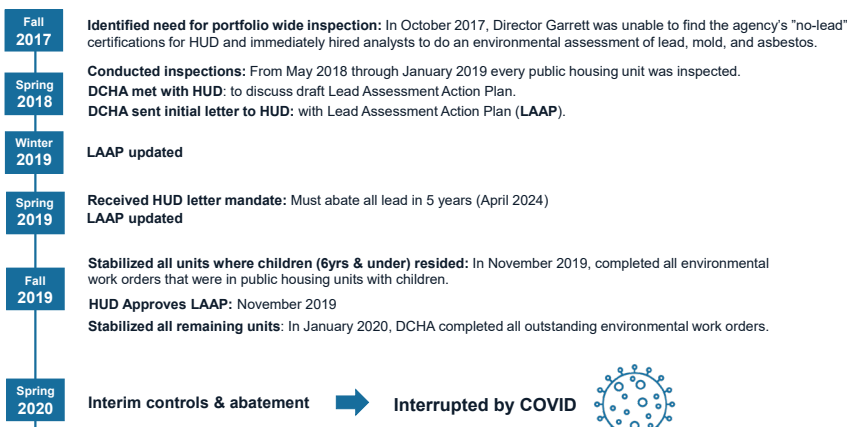 Fall
2017
Identified need for portfolio wide inspection: In October 2017, Director Garrett was unable to find the agency's "no-lead"
certifications for HUD and immediately hired analysts to do an environmental assessment of lead, mold, and asbestos.
Spring
2018
Conducted inspections: From May 2018 through January 2019 every public housing unit was inspected.
DCHA met with HUD: to discuss draft Lead Assessment Action Plan.
DCHA sent initial letter to HUD: with Lead Assessment Action Plan (LAAP).
Winter
2019
LAAP updated
Spring
2019
Received HUD letter mandate: Must abate all lead in 5 years (April 2024)
LAAP updated
Fall
2019
Stabilized all units where children (6yrs & under) resided: In November 2019, completed all environmental
work orders that were in public housing units with children.
HUD Approves LAAP: November 2019
Stabilized all remaining units: In January 2020, DCHA completed all outstanding environmental work orders.
Spring
2020
Interim controls & abatement
Interrupted by COVID